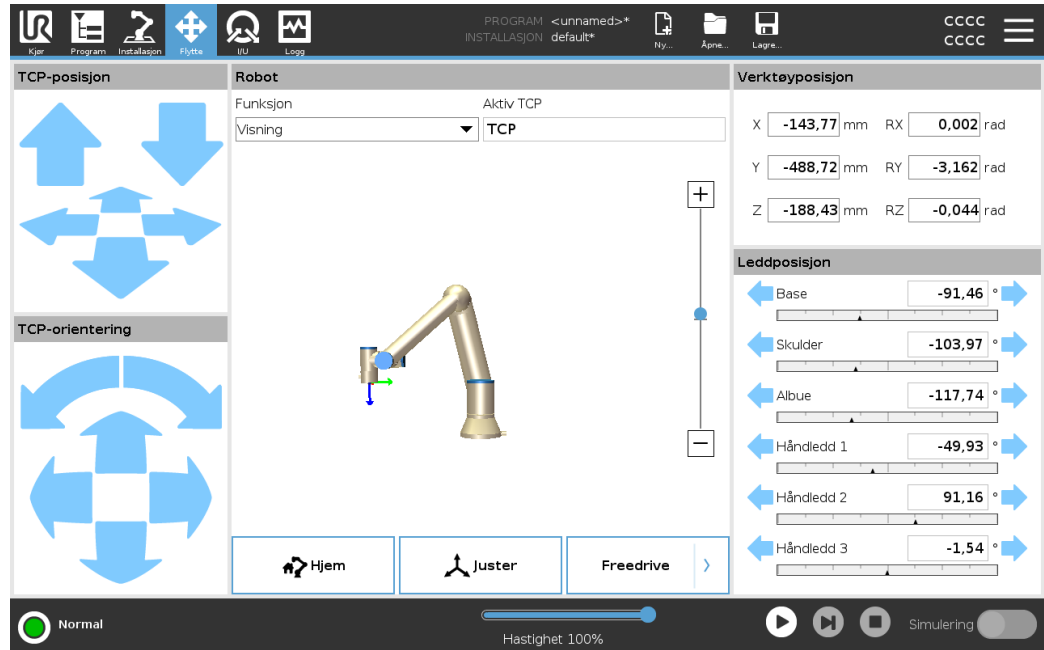 UR
Kjør
Program
Installasjon
Flytte
I/U
Logg
PROGRAM <unnamed>*
INSTALLASJON default*
Ny...
Åpne...
Lagre...
CCCC
CCCC
TCP-posisjon
TCP-orientering
Robot
Funksjon
Aktiv TCP
Visning
TCP
Hjem
Juster
Freedrive
Verktøyposisjon
X -143,77 mm RX 0,002 rad
Y -488,72 mm RY -3,162 rad
Z -188,43 mm RZ -0,044 rad
Leddposisjon
Base -91,46 °
Skulder -103,97 °
Albue -117,74 °
Håndledd 1 -49,93 °
Håndledd 2 91,16 °
Håndledd 3 -1,54 °
Normal
Hastighet 100%
Simulering